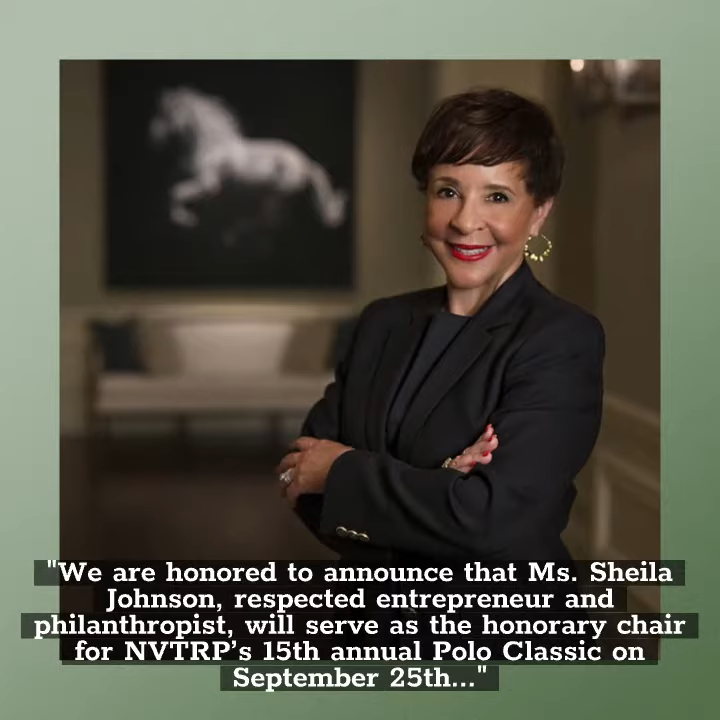 "We are honored to announce that Ms. Sheila
Johnson, respected entrepreneur and
philanthropist, will serve as the honorary chair
for NVTRP’s 15th annual Polo Classic on
September 25th..."